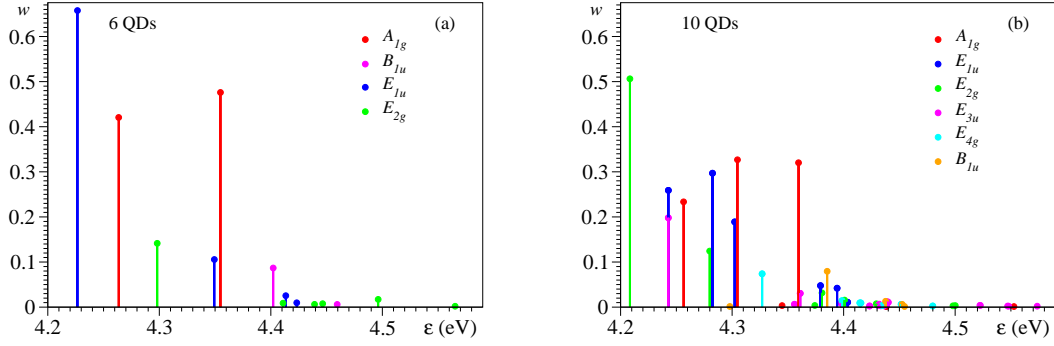 w
6 QDs
(a)
A1g
B1u
E1u
E2g
0.6
0.5
0.4
0.3
0.2
0.1
0
4.2
4.3
4.4
4.5
ε (eV)
w
10 QDs
(b)
A1g
E1u
E2g
E3u
E4g
B1u
0.6
0.5
0.4
0.3
0.2
0.1
0
4.2
4.3
4.4
4.5
ε (eV)